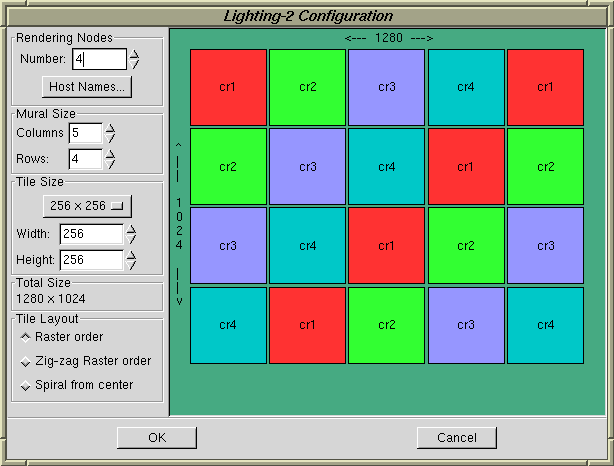 Lighting-2 Configuration
Rendering Nodes
Number: 4
Host Names...
Mural Size
Columns 5
Rows: 4
Tile Size
256 x 256
Width: 256
Height: 256
Total Size
1280 x 1024
Tile Layout
Raster order
Zig-zag Raster order
Spiral from center
<--- 1280 --->
^
|
|
1
0
2
4
|
|
v
cr1 cr2 cr3 cr4 cr1
cr2 cr3 cr4 cr1 cr2
cr3 cr4 cr1 cr2 cr3
cr4 cr1 cr2 cr3 cr4
OK Cancel